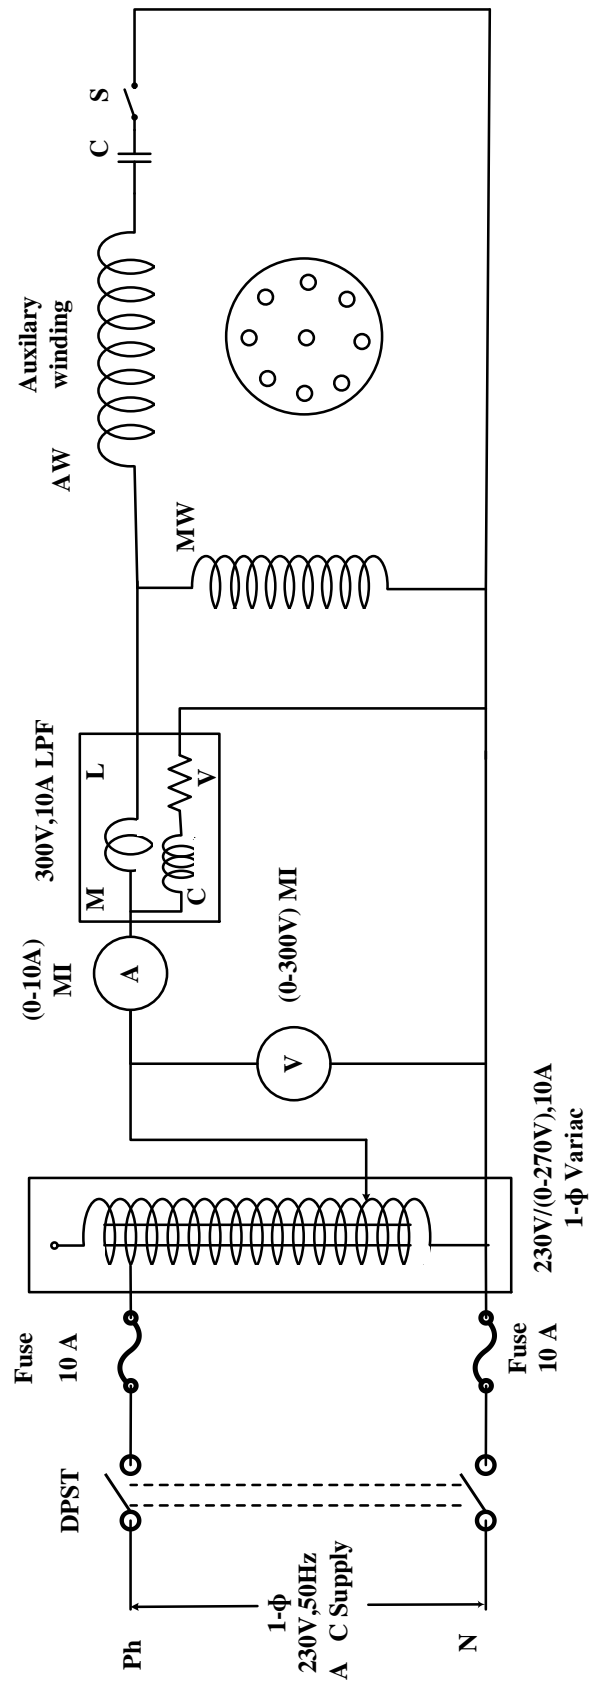 Ph
N
1-ф
230V,50Hz
A C Supply
DPST
Fuse
10 A
Fuse
10 A
230V/(0-270V),10A
1-ф Variac
V
(0-300V) MI
(0-10A)
MI
A
300V,10A LPF
M
L
C
V
MW
AW
Auxilary
winding
C
S